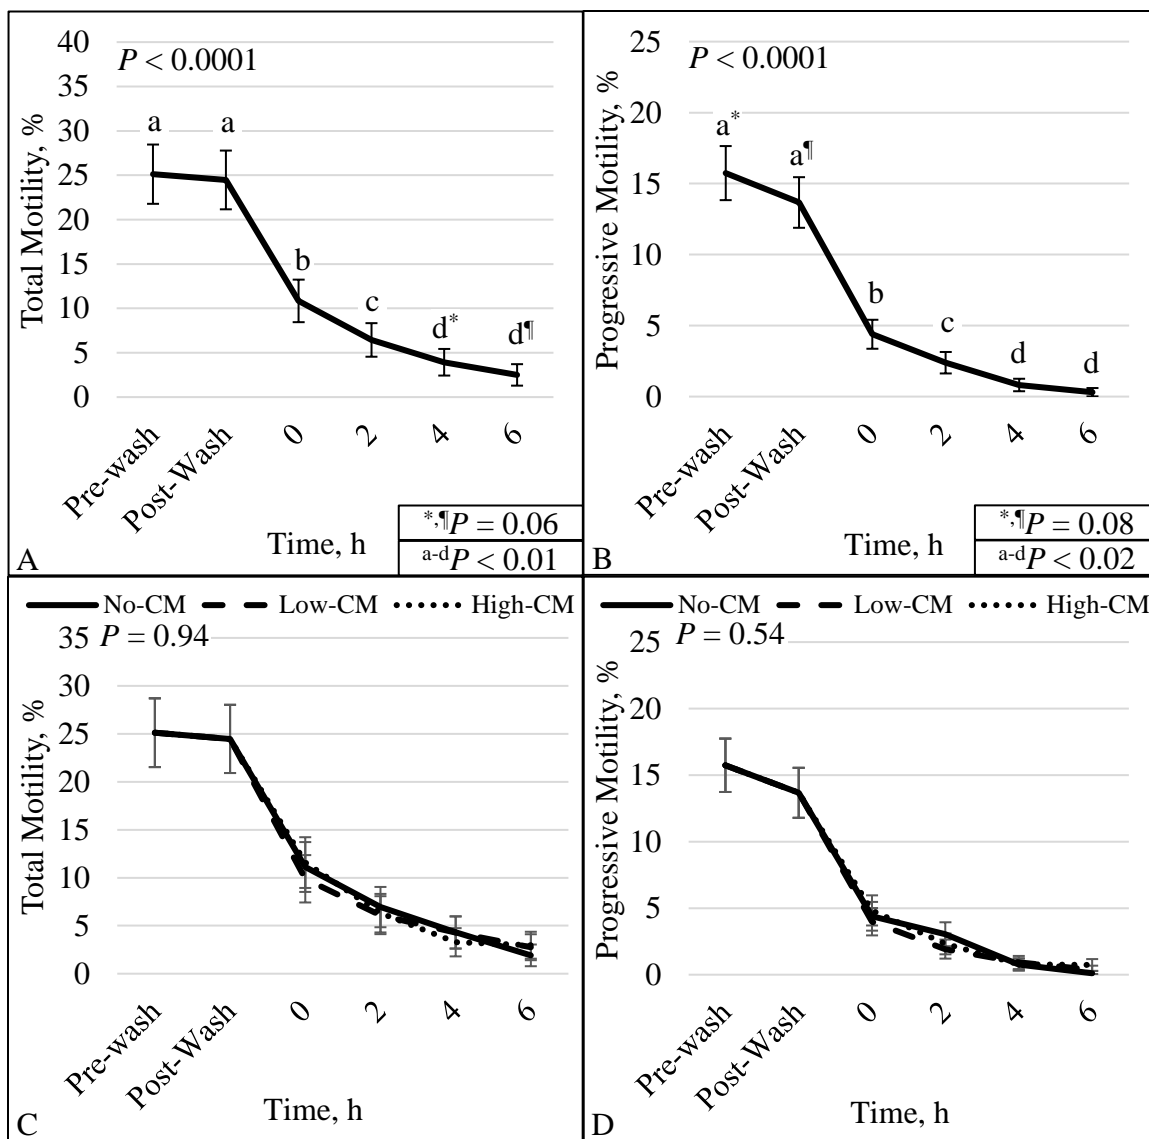 P < 0.0001
Total Motility, %
40
35
30
25
20
15
10
5
0
a
a
b
c
d*
d¶
Pre-wash
Post-Wash
0
2
4
6
Time, h
*,¶P = 0.06
a-dP < 0.01
A
P < 0.0001
Progressive Motility, %
25
20
15
10
5
0
a*
a¶
b
c
d
d
Pre-wash
Post-Wash
0
2
4
6
Time, h
*,¶P = 0.08
a-dP < 0.02
B
No-CM Low-CM High-CM
P = 0.94
Total Motility, %
35
30
25
20
15
10
5
0
Pre-wash
Post-Wash
0
2
4
6
Time, h
C
No-CM Low-CM High-CM
P = 0.54
Progressive Motility, %
25
20
15
10
5
0
Pre-wash
Post-Wash
0
2
4
6
Time, h
D